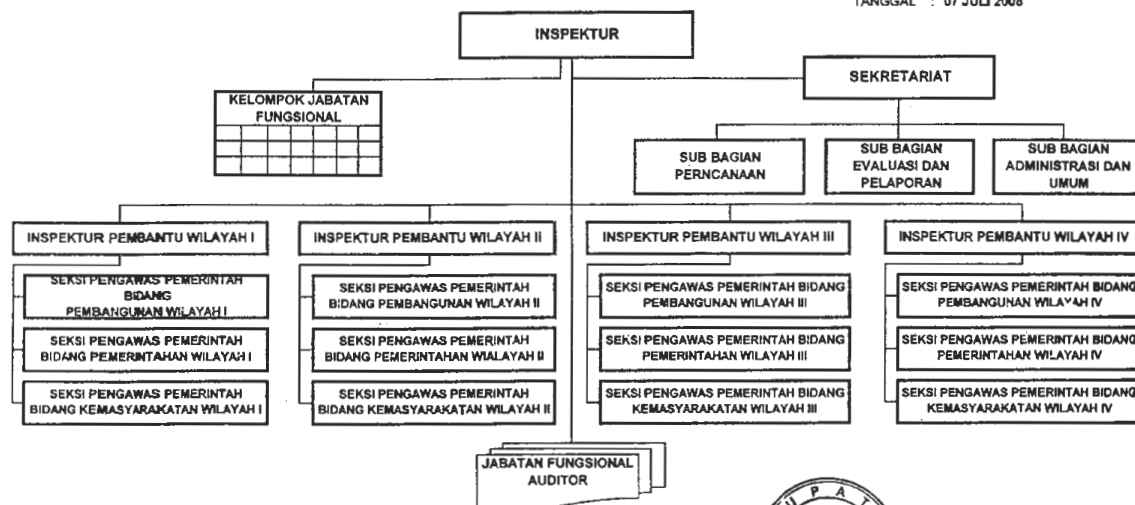 TANGGAL : 07 JULI 2008
INSPEKTUR
SEKRETARIAT
KELOMPOK JABATAN
FUNGSIONAL
SUB BAGIAN
PERNCANAAN
SUB BAGIAN
EVALUASI DAN
PELAPORAN
SUB BAGIAN
ADMINISTRASI DAN
UMUM
INSPEKTUR PEMBANTU WILAYAH I
INSPEKTUR PEMBANTU WILAYAH II
INSPEKTUR PEMBANTU WILAYAH III
INSPEKTUR PEMBANTU WILAYAH IV
SEKSI PENGAWAS PEMERINTAH
BIDANG
PEMBANGUNAN WILAYAH I
SEKSI PENGAWAS PEMERINTAH
BIDANG PEMBANGUNAN WILAYAH II
SEKSI PENGAWAS PEMERINTAH BIDANG
PEMBANGUNAN WILAYAH III
SEKSI PENGAWAS PEMERINTAH BIDANG
PEMBANGUNAN WILAYAH IV
SEKSI PENGAWAS PEMERINTAH
BIDANG PEMERINTAHAN WILAYAH I
SEKSI PENGAWAS PEMERINTAH
BIDANG PEMERINTAHAN WIALAYAH II
SEKSI PENGAWAS PEMERINTAH BIDANG
PEMERINTAHAN WILAYAH III
SEKSI PENGAWAS PEMERINTAH BIDANG
PEMERINTAHAN WILAYAH IV
SEKSI PENGAWAS PEMERINTAH
BIDANG KEMASYARAKATAN WILAYAH I
SEKSI PENGAWAS PEMERINTAH
BIDANG KEMASYARAKATAN WILAYAH II
SEKSI PENGAWAS PEMERINTAH BIDANG
KEMASYARAKATAN WILAYAH III
SEKSI PENGAWAS PEMERINTAH BIDANG
KEMASYARAKATAN WILAYAH IV
JABATAN FUNGSIONAL
AUDITOR
U P A T